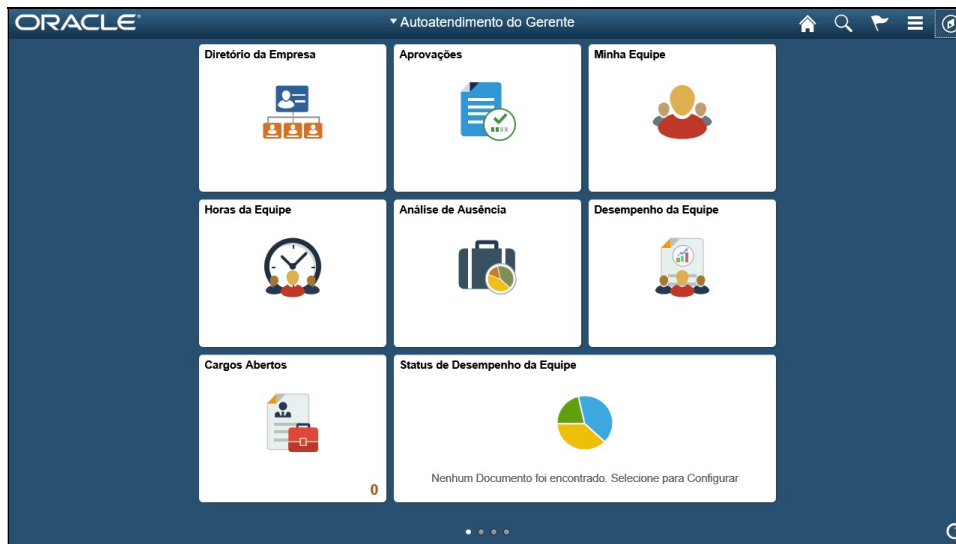 ORACLE
Autoatendimento do Gerente
Diretório da Empresa
Aprovações
Minha Equipe
Horas da Equipe
Análise de Ausência
Desempenho da Equipe
Cargos Abertos
0
Status de Desempenho da Equipe
Nenhum Documento foi encontrado. Selecione para Configurar